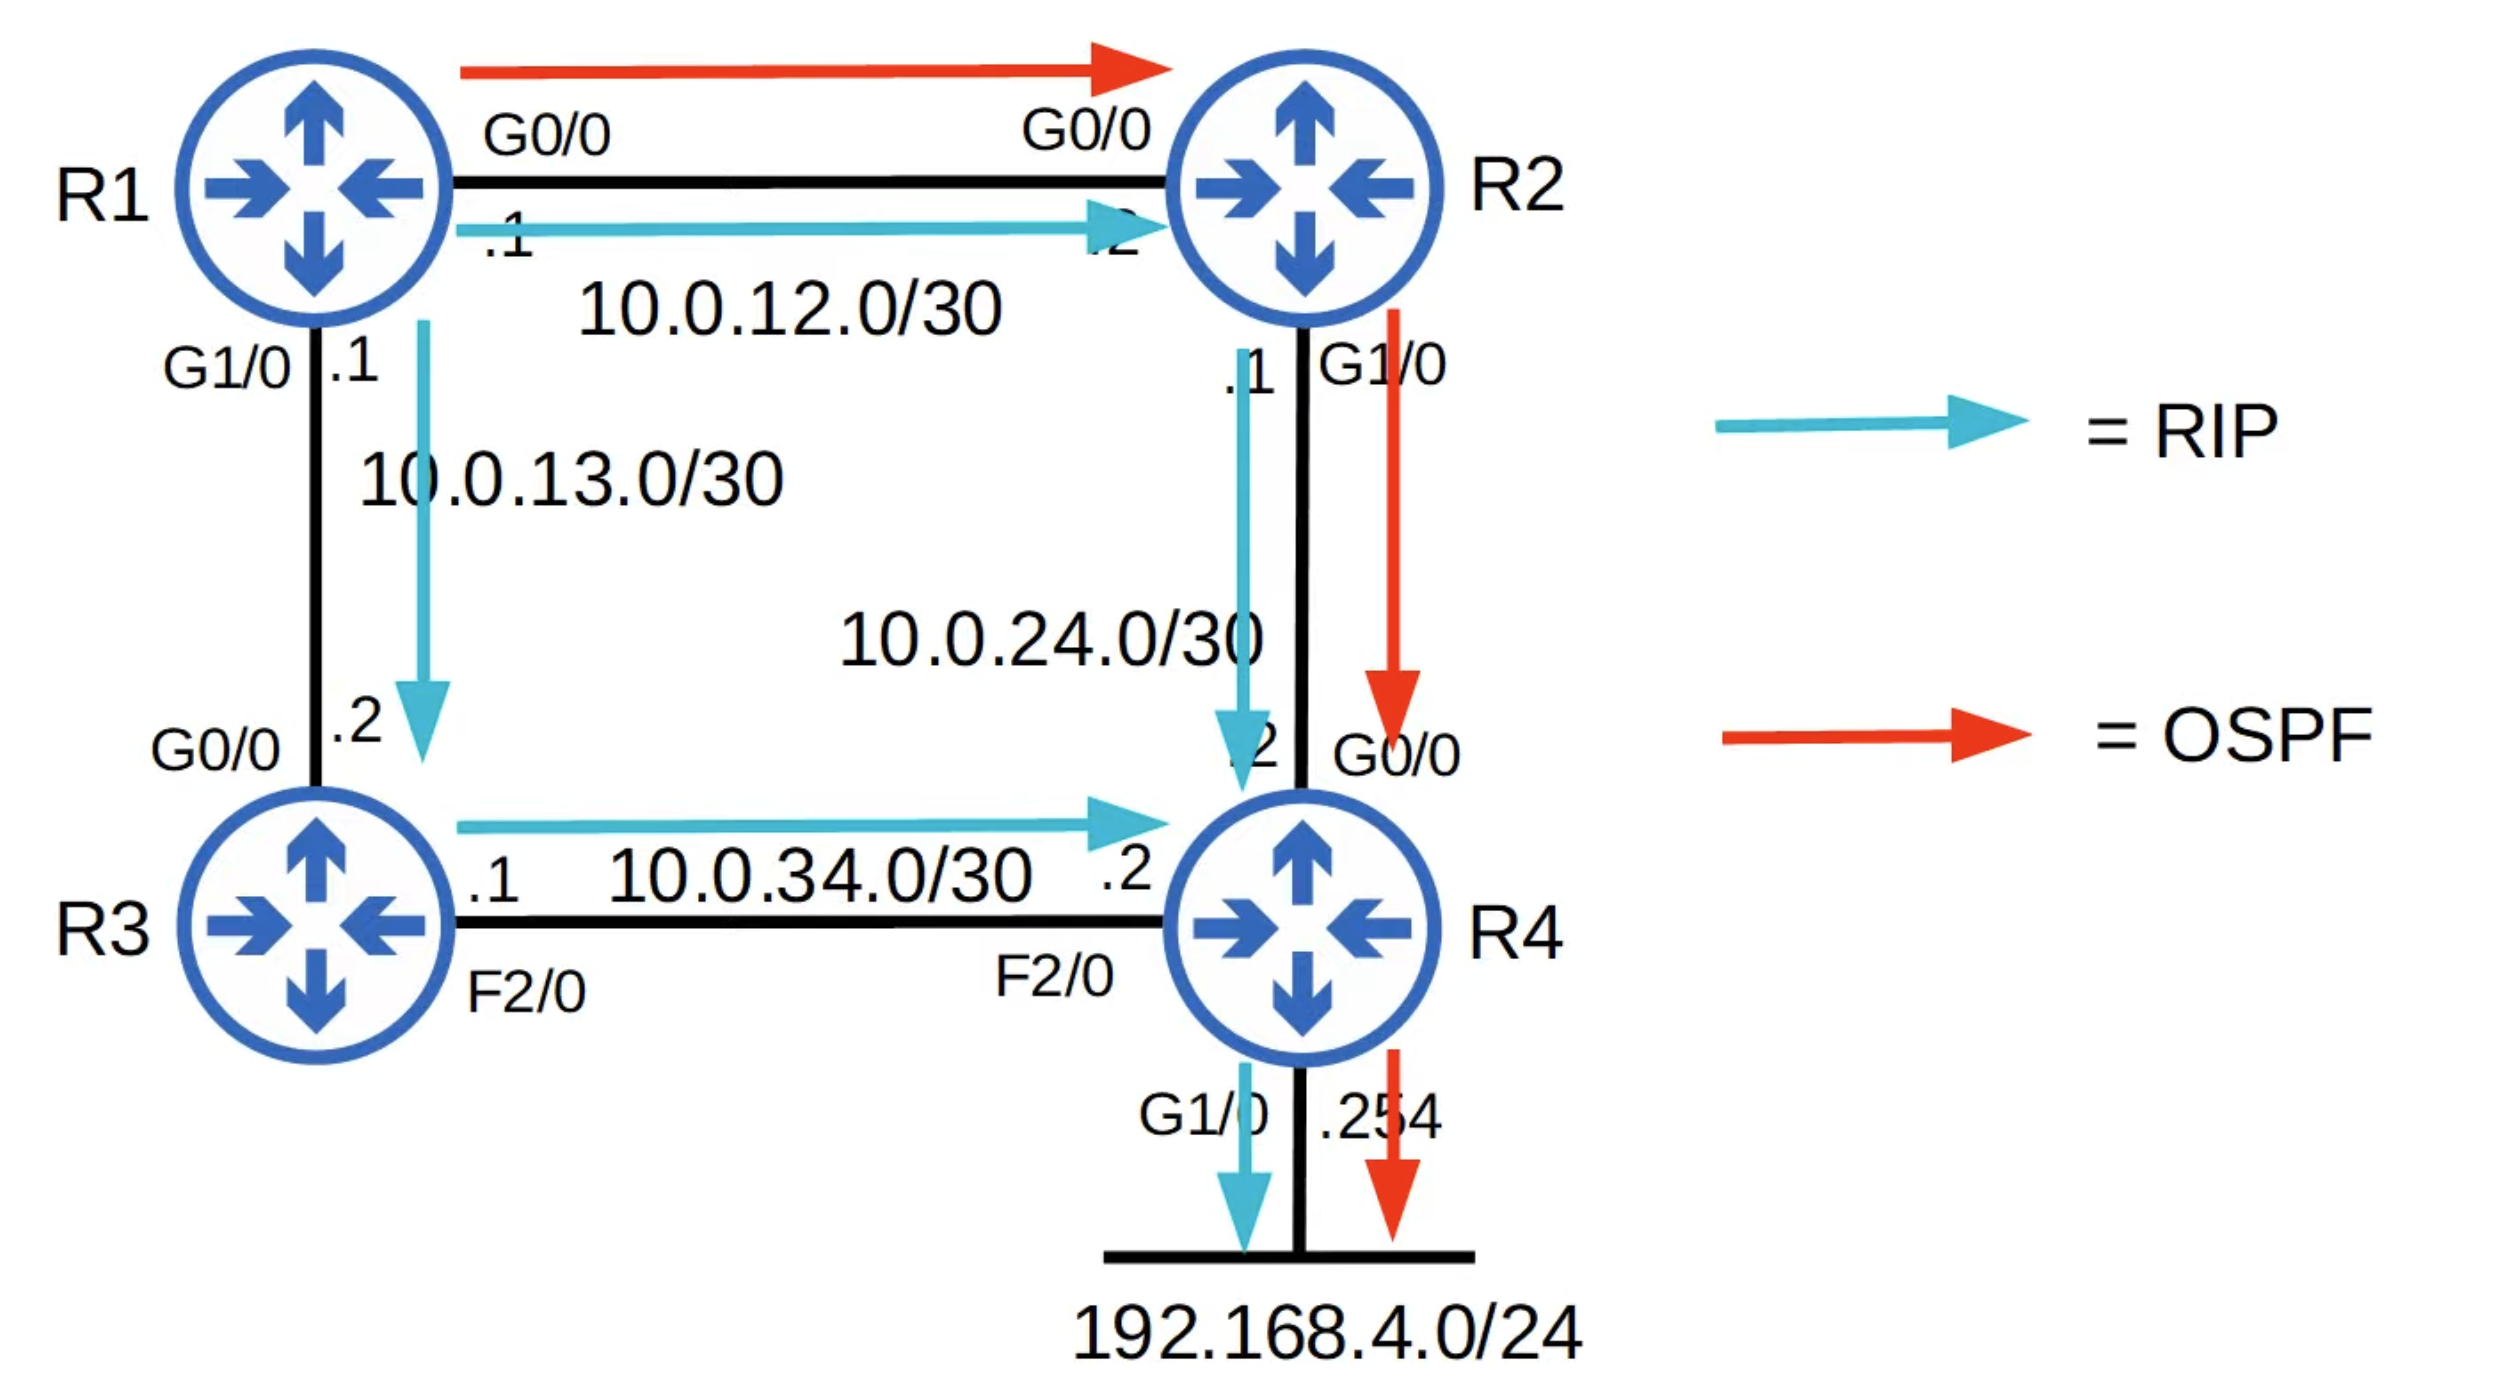 G0/0
G0/0
R1
R2
.1
.2
10.0.12.0/30
G1/0
.1
.1
G1/0
= RIP
10.0.13.0/30
10.0.24.0/30
.2
G0/0
.2
G0/0
= OSPF
.1
10.0.34.0/30
.2
R3
R4
F2/0
F2/0
G1/0
.254
192.168.4.0/24